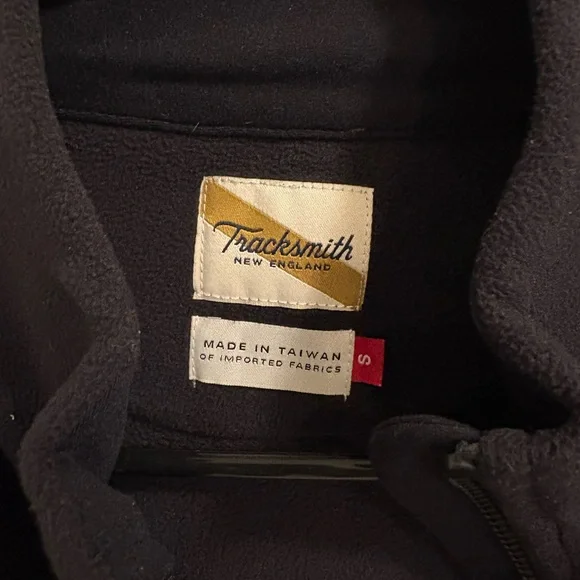 Tracksmith
NEW ENGLAND
MADE IN TAIWAN
OF IMPORTED FABRICS
S